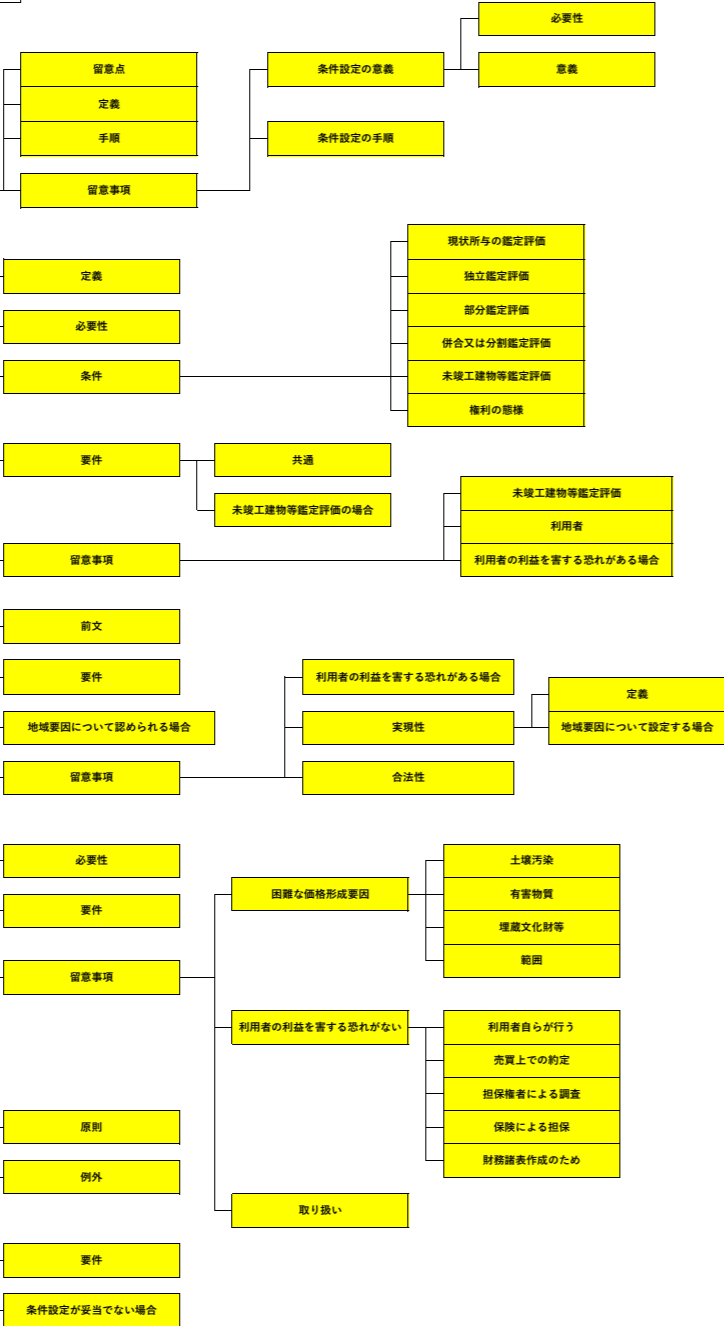 必要性
留意点
条件設定の意義
意義
定義
手順
条件設定の手順
留意事項
現状所与の鑑定評価
定義
独立鑑定評価
部分鑑定評価
必要性
併合又は分割鑑定評価
条件
未竣工建物等鑑定評価
権利の態様
要件
共通
未竣工建物等鑑定評価の場合
未竣工建物等鑑定評価
利用者
留意事項
利用者の利益を害する恐れがある場合
前文
要件
利用者の利益を害する恐れがある場合
定義
地域要因について認められる場合
実現性
地域要因について設定する場合
留意事項
合法性
必要性
土壌汚染
困難な価格形成要因
有害物質
要件
埋蔵文化財等
範囲
留意事項
利用者の利益を害する恐れがない
利用者自らが行う
売買上での約定
担保権者による調査
原則
保険による担保
財務諸表作成のため
例外
取り扱い
要件
条件設定が妥当でない場合